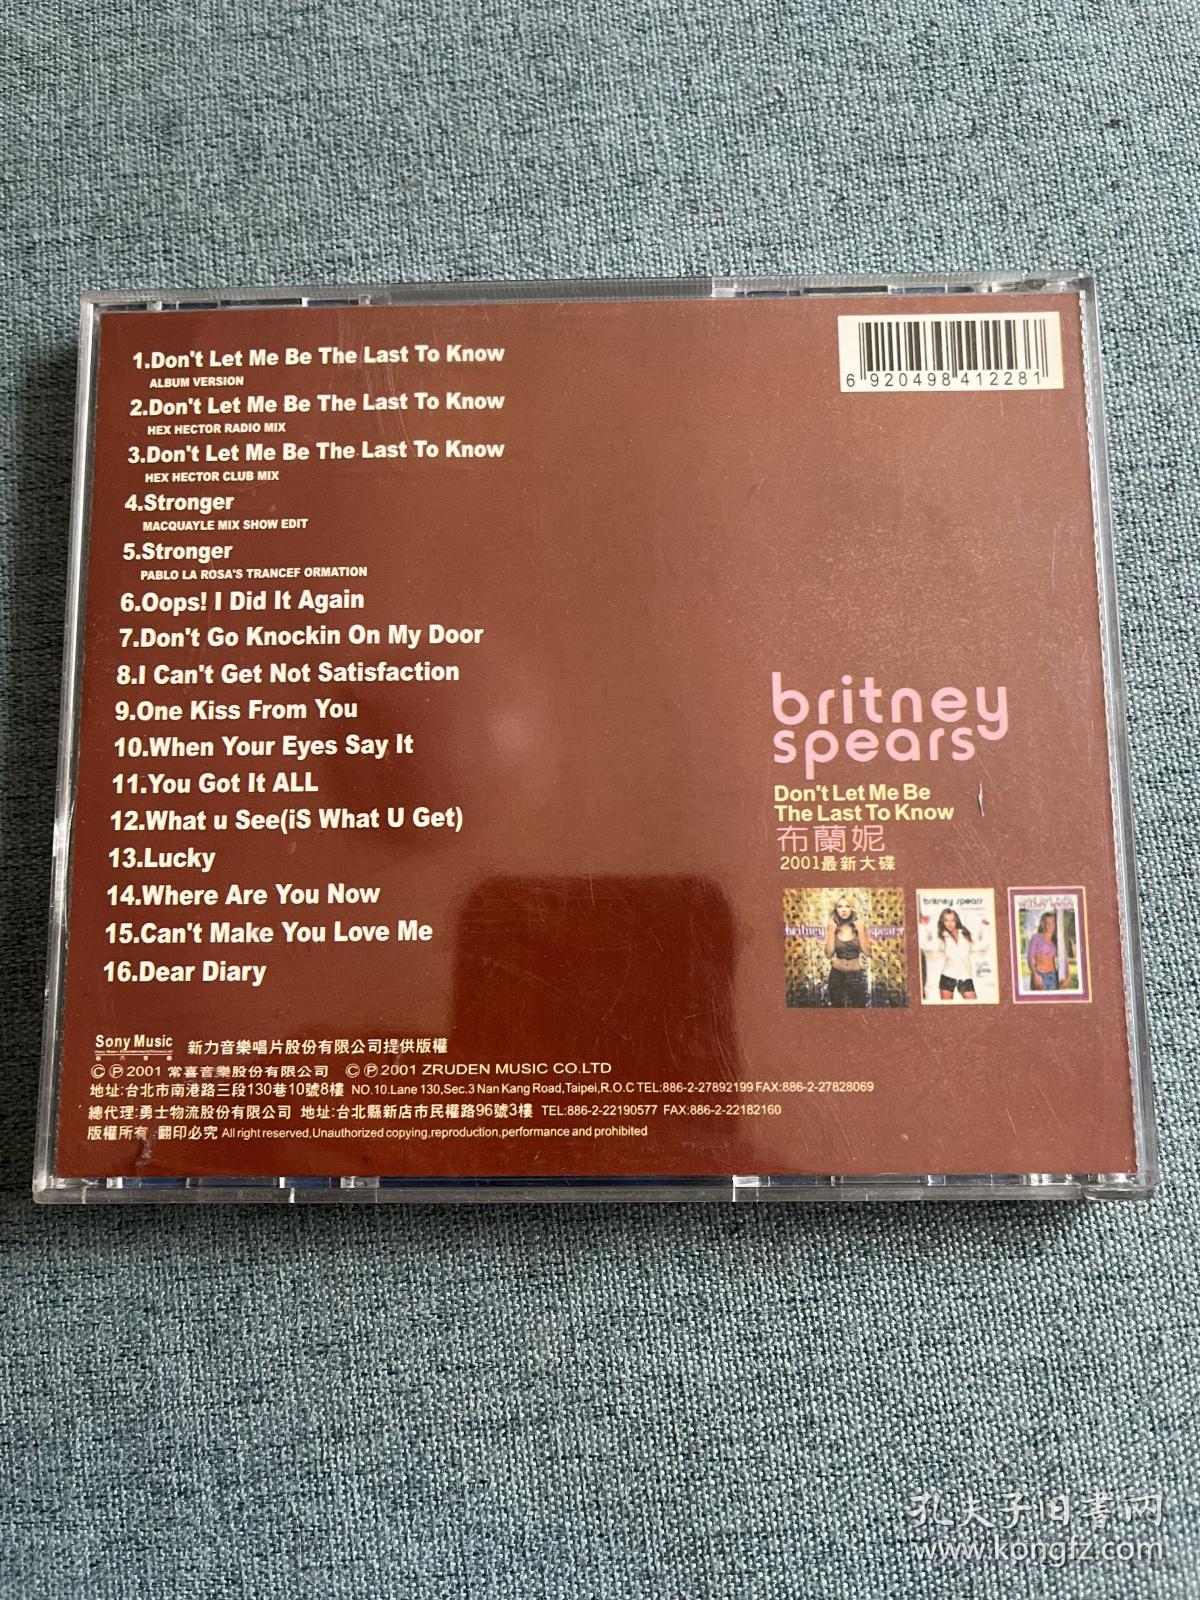 1.Don't Let Me Be The Last To Know
ALBUM VERSION
2.Don't Let Me Be The Last To Know
HEX HECTOR RADIO MIX
3.Don't Let Me Be The Last To Know
HEX HECTOR CLUB MIX
4.Stronger
MACQUAYLE MIX SHOW EDIT
5.Stronger
PABLO LA ROSA'S TRANCEF ORMATION
6.Oops! I Did It Again
7.Don't Go Knockin On My Door
8.I Can't Get Not Satisfaction
9.One Kiss From You
10.When Your Eyes Say It
11.You Got It ALL
12.What u See(iS What U Get)
13.Lucky
14.Where Are You Now
15.Can't Make You Love Me
16.Dear Diary
6 920498 412281
britney
spears
Don't Let Me Be
The Last To Know
布蘭妮
2001最新大碟
britney spears
britney spears
britney spears
Sony Music 新力音樂唱片股份有限公司提供版權
©℗2001 常喜音樂股份有限公司 ©℗2001 ZRUDEN MUSIC CO.LTD
地址:台北市南港路三段130巷10號8樓 NO.10.Lane 130,Sec.3 Nan Kang Road,Taipei,R.O.C TEL:886-2-27892199 FAX:886-2-27828069
總代理:勇士物流股份有限公司 地址:台北縣新店市民權路96號3樓 TEL:886-2-22190577 FAX:886-2-22182160
版權所有 翻印必究 All right reserved,Unauthorized copying,reproduction,performance and prohibited
孔夫子旧書网
www.kongfz.com